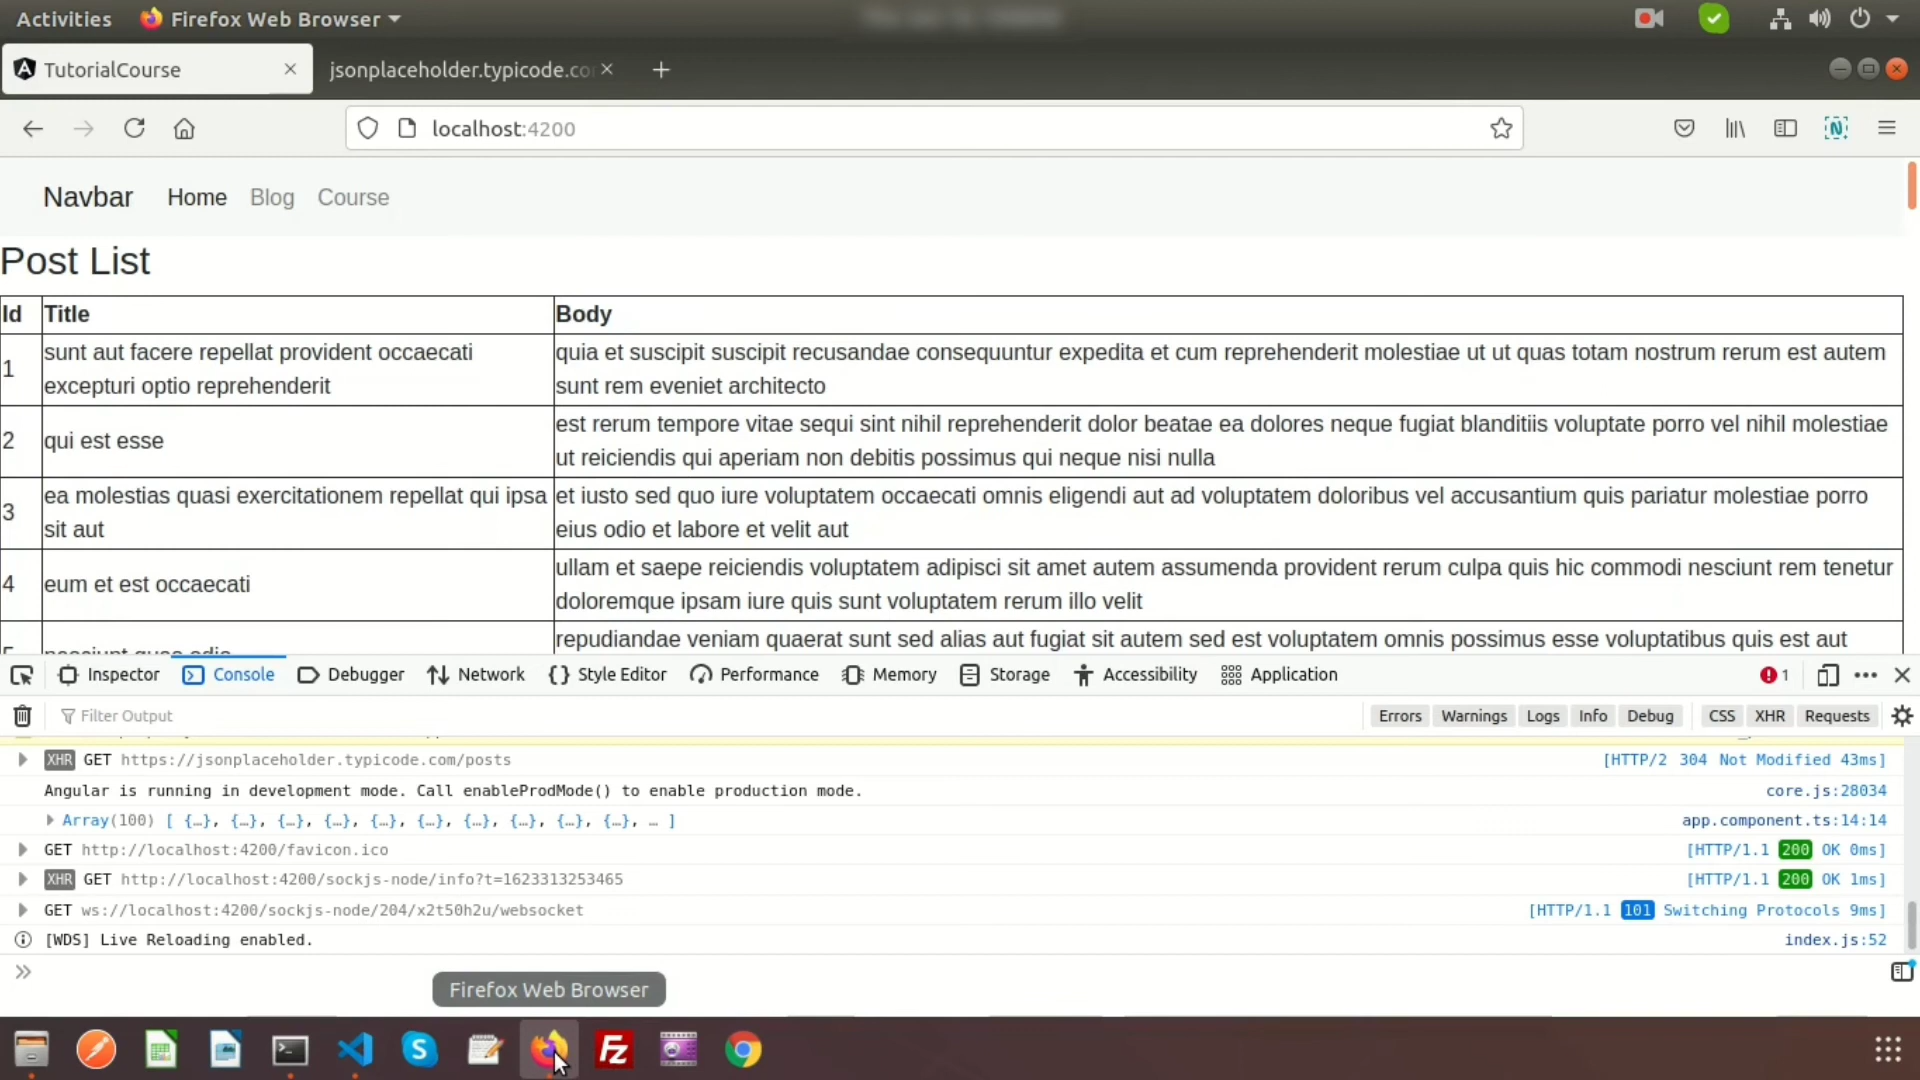 Activities Firefox Web Browser
TutorialCourse jsonplaceholder.typicode.co
localhost:4200
Navbar Home Blog Course
Post List
Id Title Body
1 sunt aut facere repellat provident occaecati excepturi optio reprehenderit quia et suscipit suscipit recusandae consequuntur expedita et cum reprehenderit molestiae ut ut quas totam nostrum rerum est autem sunt rem eveniet architecto
2 qui est esse est rerum tempore vitae sequi sint nihil reprehenderit dolor beatae ea dolores neque fugiat blanditiis voluptate porro vel nihil molestiae ut reiciendis qui aperiam non debitis possimus qui neque nisi nulla
3 ea molestias quasi exercitationem repellat qui ipsa sit aut et iusto sed quo iure voluptatem occaecati omnis eligendi aut ad voluptatem doloribus vel accusantium quis pariatur molestiae porro eius odio et labore et velit aut
4 eum et est occaecati ullam et saepe reiciendis voluptatem adipisci sit amet autem assumenda provident rerum culpa quis hic commodi nesciunt rem tenetur doloremque ipsam iure quis sunt voluptatem rerum illo velit
repudiandae veniam quaerat sunt sed alias aut fugiat sit autem sed est voluptatem omnis possimus esse voluptatibus quis est aut
Inspector Console Debugger Network Style Editor Performance Memory Storage Accessibility Application 1
Filter Output Errors Warnings Logs Info Debug CSS XHR Requests
XHR GET https://jsonplaceholder.typicode.com/posts [HTTP/2 304 Not Modified 43ms]
Angular is running in development mode. Call enableProdMode() to enable production mode. core.js:28034
Array(100) [ {…}, {…}, {…}, {…}, {…}, {…}, {…}, {…}, {…}, {…}, … ] app.component.ts:14:14
GET http://localhost:4200/favicon.ico [HTTP/1.1 200 OK 0ms]
XHR GET http://localhost:4200/sockjs-node/info?t=1623313253465 [HTTP/1.1 200 OK 1ms]
GET ws://localhost:4200/sockjs-node/204/x2t50h2u/websocket [HTTP/1.1 101 Switching Protocols 9ms]
[WDS] Live Reloading enabled. index.js:52
Firefox Web Browser